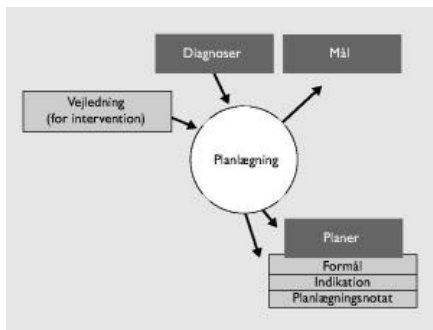 Diagnoser
Mål
Vejledning
(for intervention)
Planlægning
Planer
Formål
Indikation
Planlægningsnotat